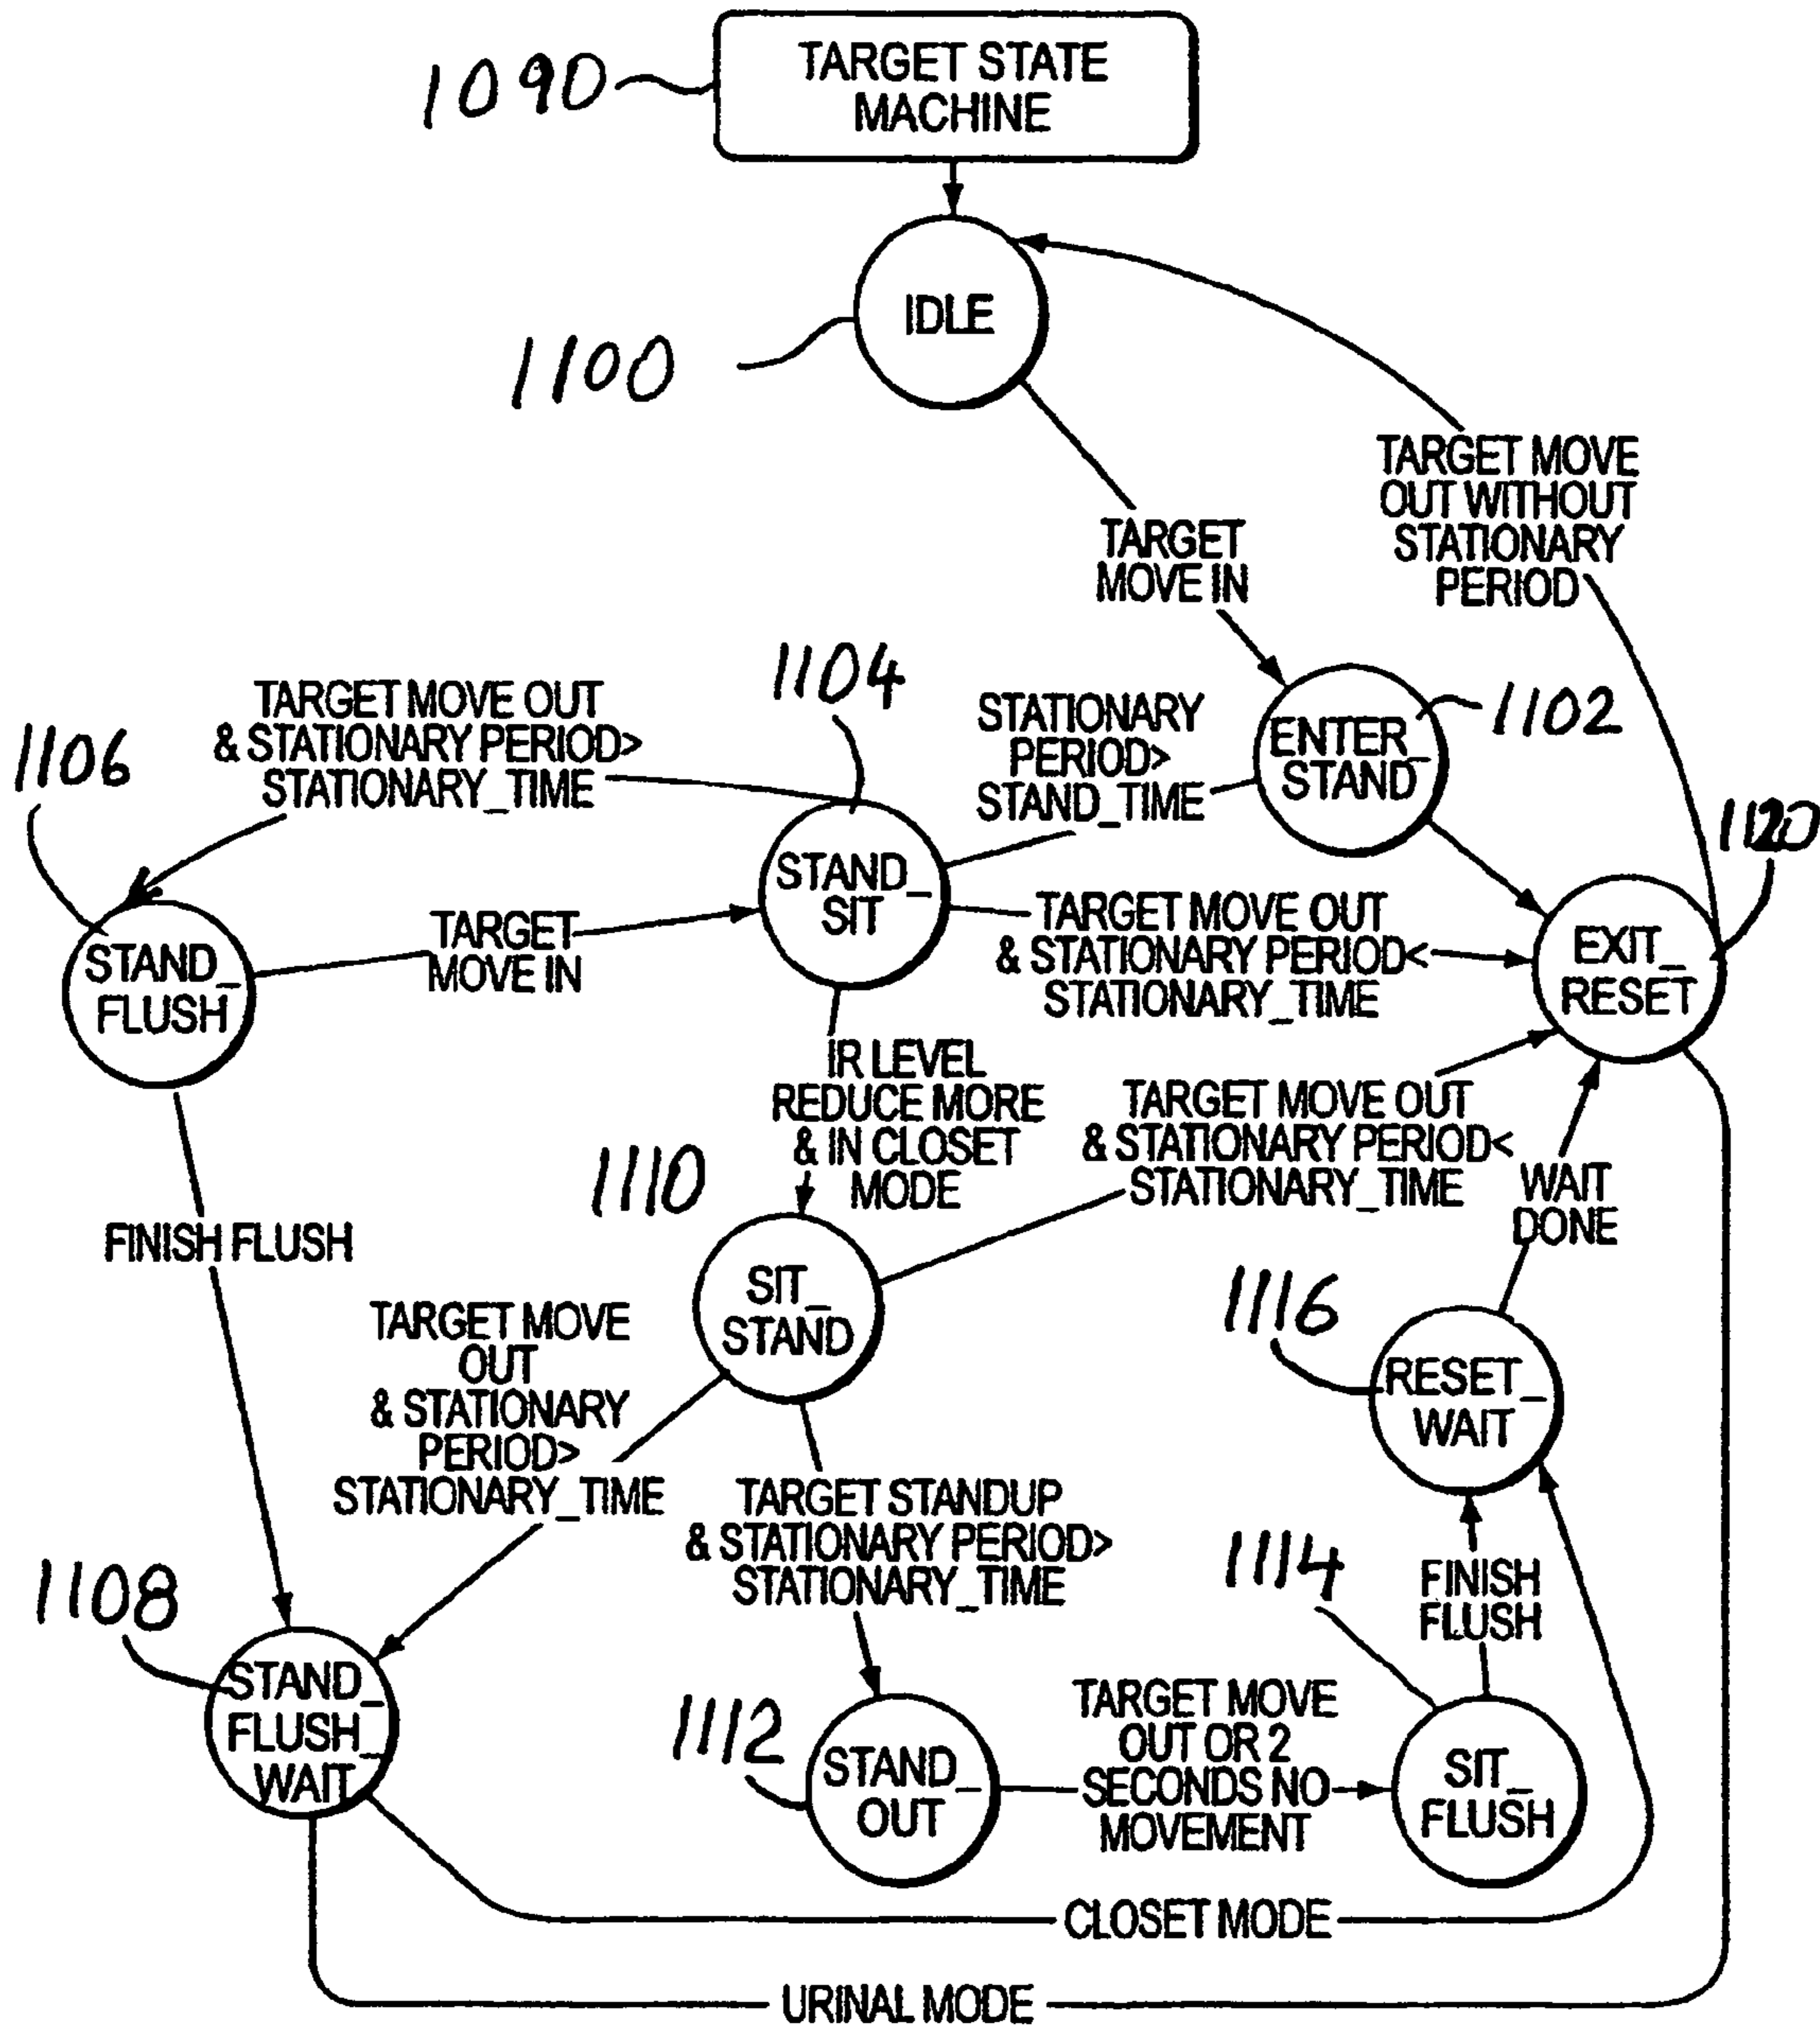 TARGET STATE
MACHINE
1090
IDLE
1100
TARGET MOVE
OUT WITHOUT
STATIONARY
PERIOD
TARGET
MOVE IN
1104
TARGET MOVE OUT
& STATIONARY PERIOD>
STATIONARY_TIME
1106
STATIONARY
PERIOD>
STAND_TIME
ENTER_
STAND
1102
1120
STAND_
SIT
TARGET
MOVE IN
STAND_
FLUSH
TARGET MOVE OUT
& STATIONARY PERIOD<
STATIONARY_TIME
EXIT_
RESET
IR LEVEL
REDUCE MORE
& IN CLOSET
MODE
TARGET MOVE OUT
& STATIONARY PERIOD<
STATIONARY_TIME
WAIT
DONE
1110
FINISH FLUSH
SIT_
STAND
1116
TARGET MOVE
OUT
& STATIONARY
PERIOD>
STATIONARY_TIME
RESET_
WAIT
TARGET STANDUP
& STATIONARY PERIOD>
STATIONARY_TIME
1114
FINISH
FLUSH
1108
STAND_
FLUSH_
WAIT
1112
STAND_
OUT
TARGET MOVE
OUT OR 2
SECONDS NO
MOVEMENT
SIT_
FLUSH
CLOSET MODE
URINAL MODE